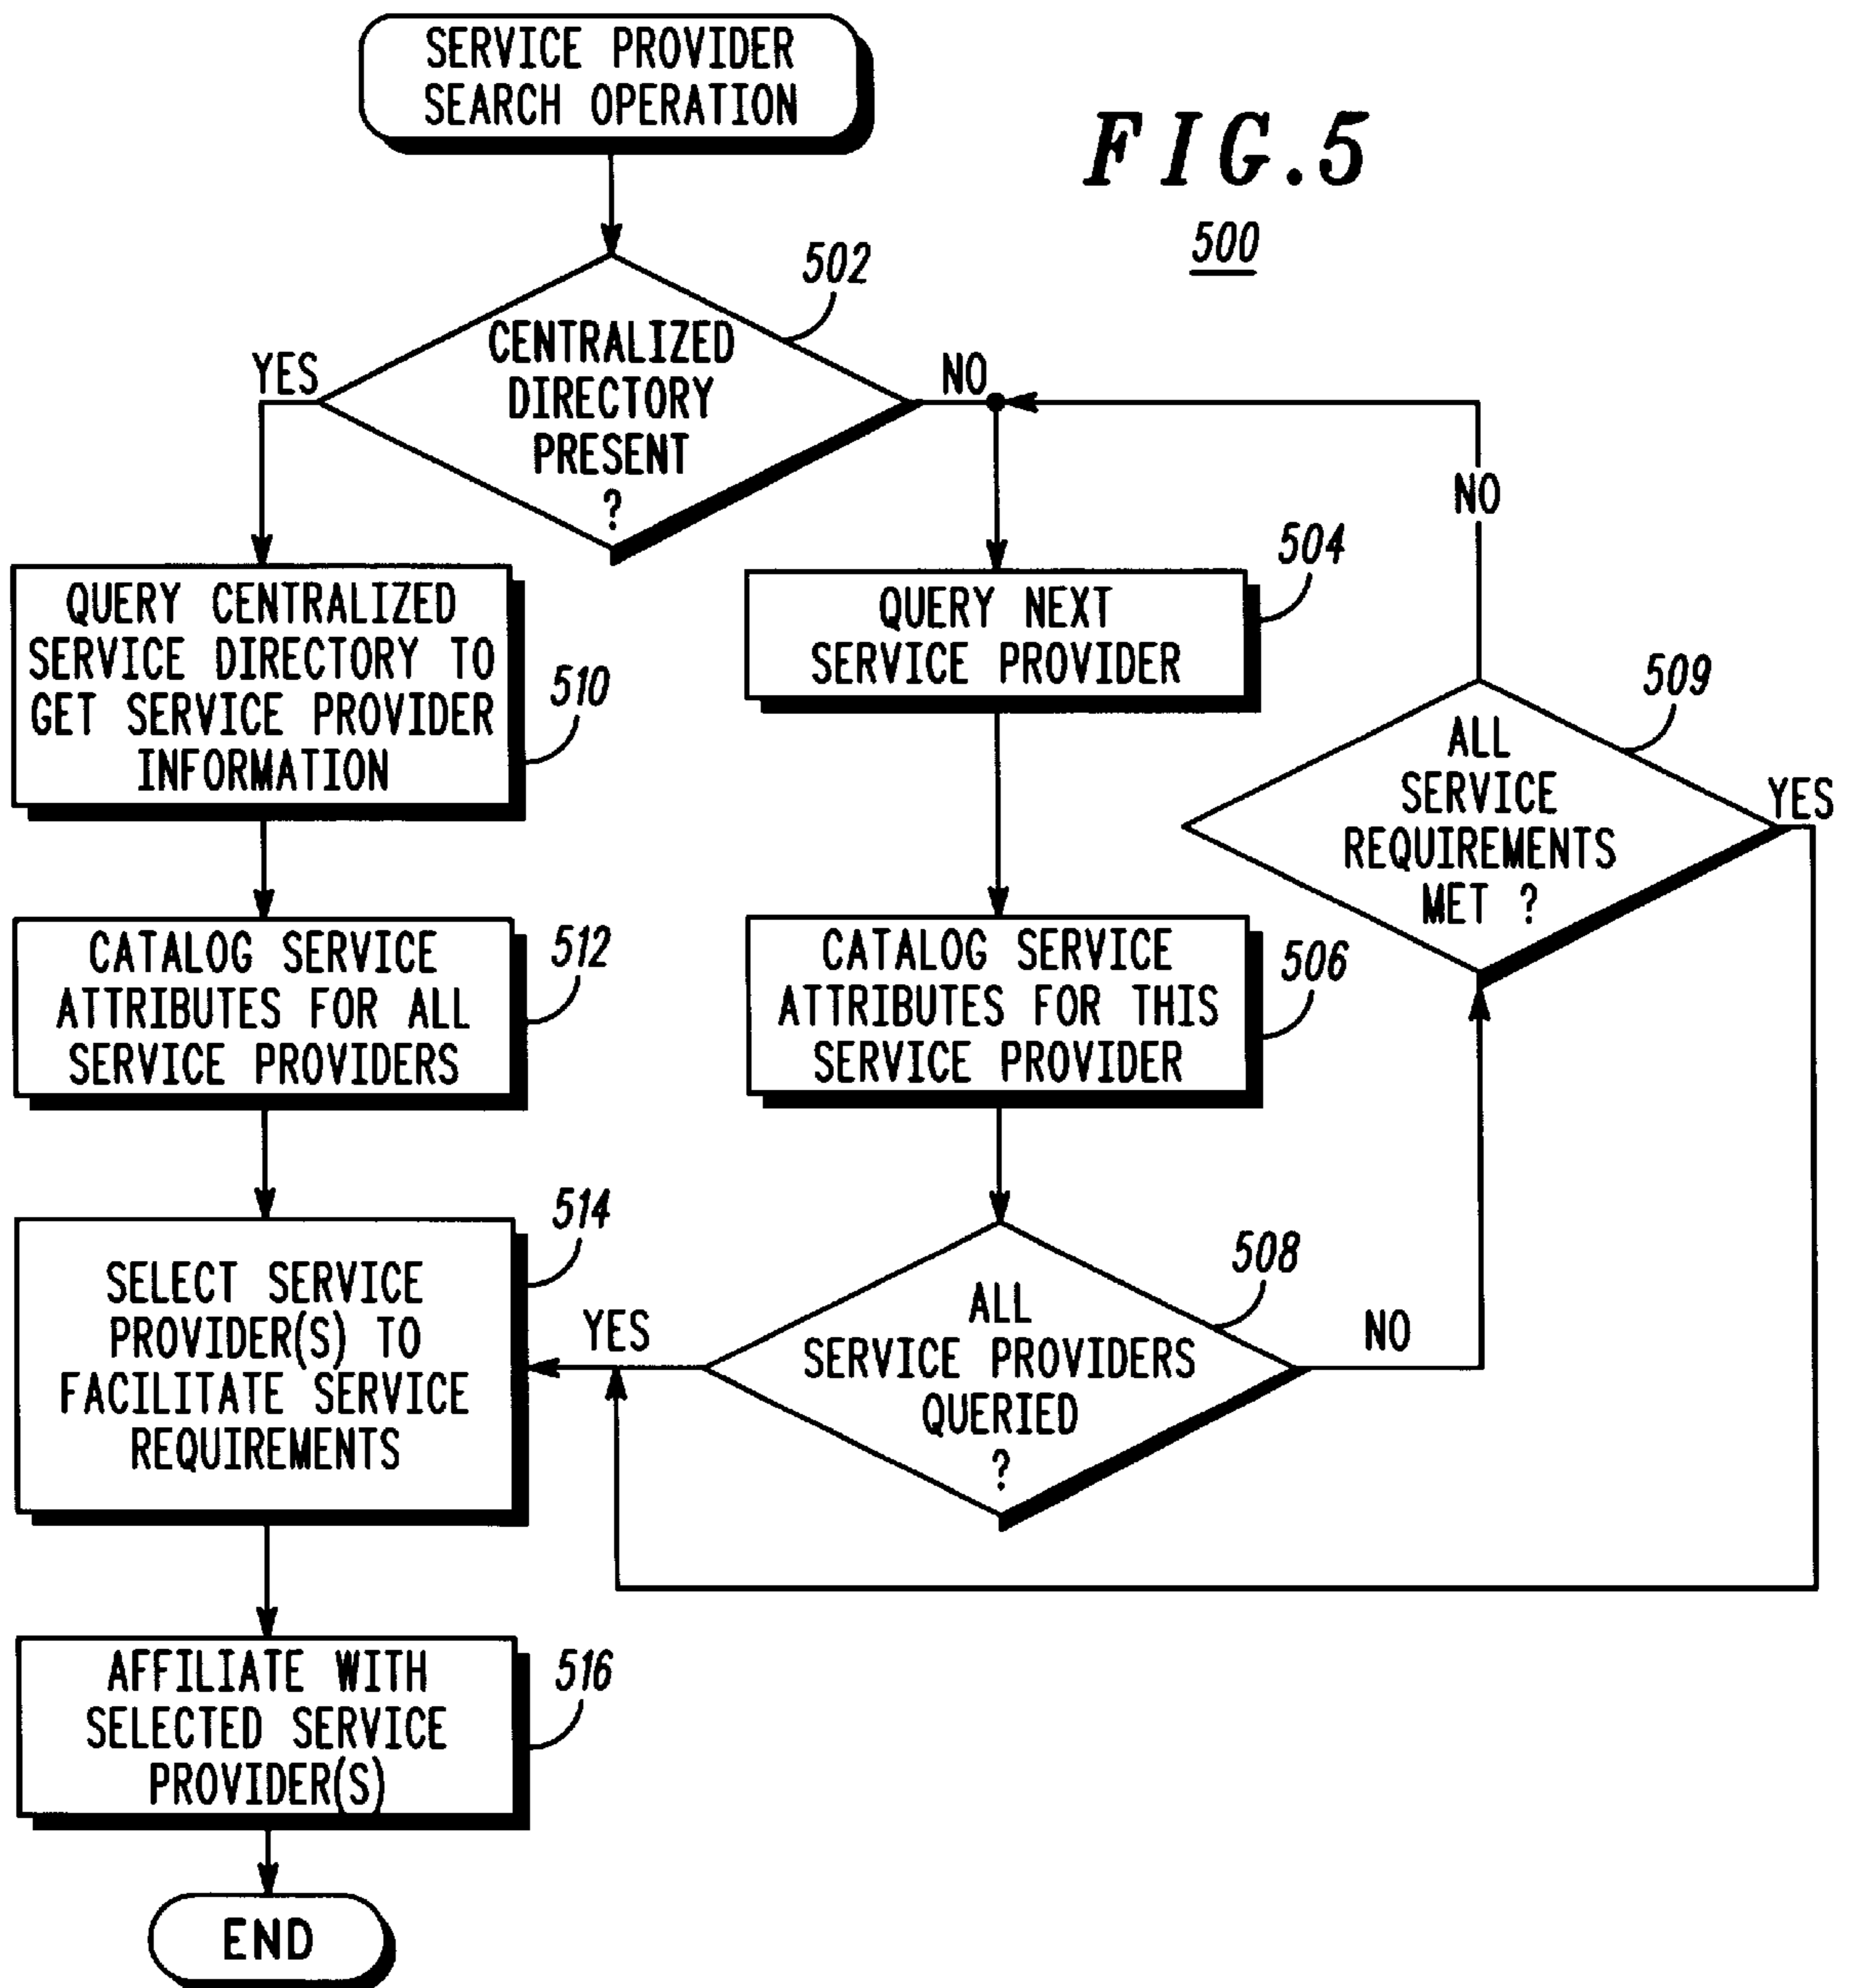 SERVICE PROVIDER
SEARCH OPERATION
FIG.5
500
502
CENTRALIZED
DIRECTORY
PRESENT
?
YES
NO
QUERY CENTRALIZED
SERVICE DIRECTORY TO
GET SERVICE PROVIDER
INFORMATION
510
QUERY NEXT
SERVICE PROVIDER
504
NO
509
ALL
SERVICE
REQUIREMENTS
MET ?
YES
CATALOG SERVICE
ATTRIBUTES FOR ALL
SERVICE PROVIDERS
512
CATALOG SERVICE
ATTRIBUTES FOR THIS
SERVICE PROVIDER
506
SELECT SERVICE
PROVIDER(S) TO
FACILITATE SERVICE
REQUIREMENTS
514
YES
ALL
SERVICE PROVIDERS
QUERIED
?
508
NO
AFFILIATE WITH
SELECTED SERVICE
PROVIDER(S)
516
END